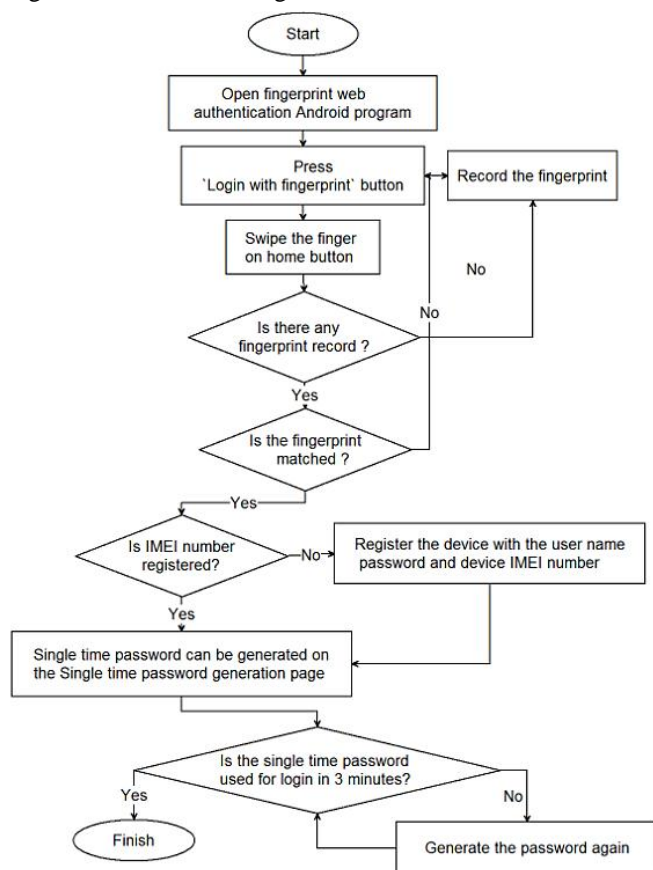 Start
Open fingerprint web
authentication Android program
Press
`Login with fingerprint` button
Record the fingerprint
Swipe the finger
on home button
No
No
Is there any
fingerprint record ?
Yes
Is the fingerprint
matched ?
Yes
Is IMEI number
registered?
No
Register the device with the user name
password and device IMEI number
Yes
Single time password can be generated on
the Single time password generation page
Is the single time password
used for login in 3 minutes?
Yes
No
Finish
Generate the password again